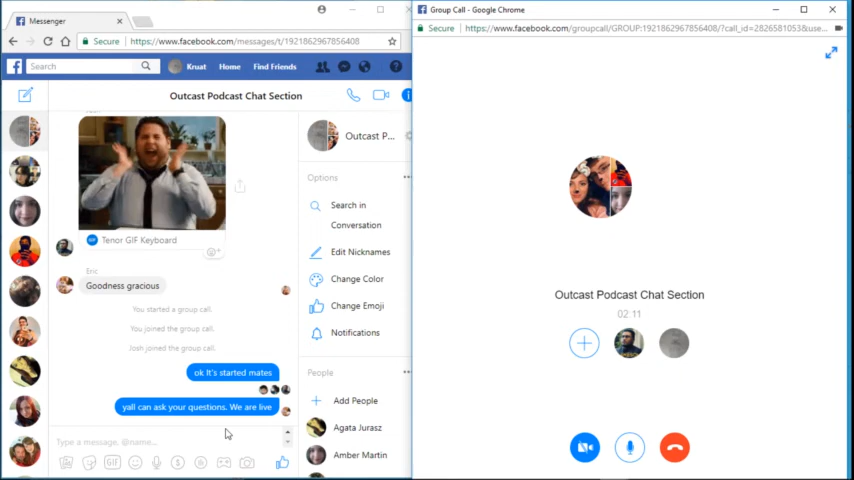 Messenger
Secure
https://www.facebook.com/messages/t/1921862967856408
Search
Kruat
Home
Find Friends
Outcast Podcast Chat Section
Tenor GIF Keyboard
Eric
Goodness gracious
You started a group call.
You joined the group call.
Josh joined the group call.
ok It's started mates
yall can ask your questions. We are live
Type a message, @name...
GIF
Outcast P...
Options
Search in
Conversation
Edit Nicknames
Change Color
Change Emoji
Notifications
People
Add People
Agata Jurasz
Amber Martin
Group Call - Google Chrome
Secure
https://www.facebook.com/groupcall/GROUP:1921862967856408/?call_id=2826581053&use...
Outcast Podcast Chat Section
02:11